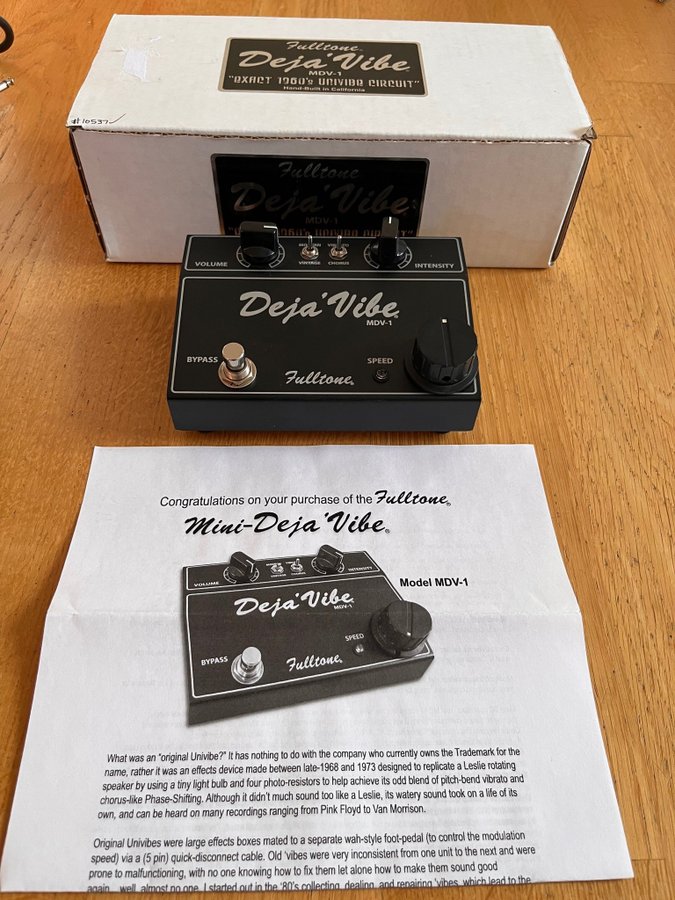 Fulltone®
Deja'Vibe®
MDV-1
"EXACT 1960's UNIVIBE CIRCUIT"
Hand-Built in California
#10537
Fulltone
Deja'Vibe®
MDV-1
VOLUME
VINTAGE
CHORUS
INTENSITY
Deja'Vibe®
MDV-1
BYPASS
SPEED
Fulltone®
Congratulations on your purchase of the Fulltone®
Mini-Deja'Vibe®
Model MDV-1
VOLUME
VINTAGE
CHORUS
INTENSITY
Deja'Vibe®
MDV-1
SPEED
BYPASS
Fulltone®
What was an "original Univibe?" It has nothing to do with the company who currently owns the Trademark for the
name, rather it was an effects device made between late-1968 and 1973 designed to replicate a Leslie rotating
speaker by using a tiny light bulb and four photo-resistors to help achieve its odd blend of pitch-bend vibrato and
chorus-like Phase-Shifting. Although it didn't much sound too like a Leslie, its watery sound took on a life of its
own, and can be heard on many recordings ranging from Pink Floyd to Van Morrison.
Original Univibes were large effects boxes mated to a separate wah-style foot-pedal (to control the modulation
speed) via a (5 pin) quick-disconnect cable. Old 'vibes were very inconsistent from one unit to the next and were
prone to malfunctioning, with no one knowing how to fix them let alone how to make them sound good
again... well, almost no one. I started out in the '80's collecting, dealing, and repairing 'vibes, which lead to the